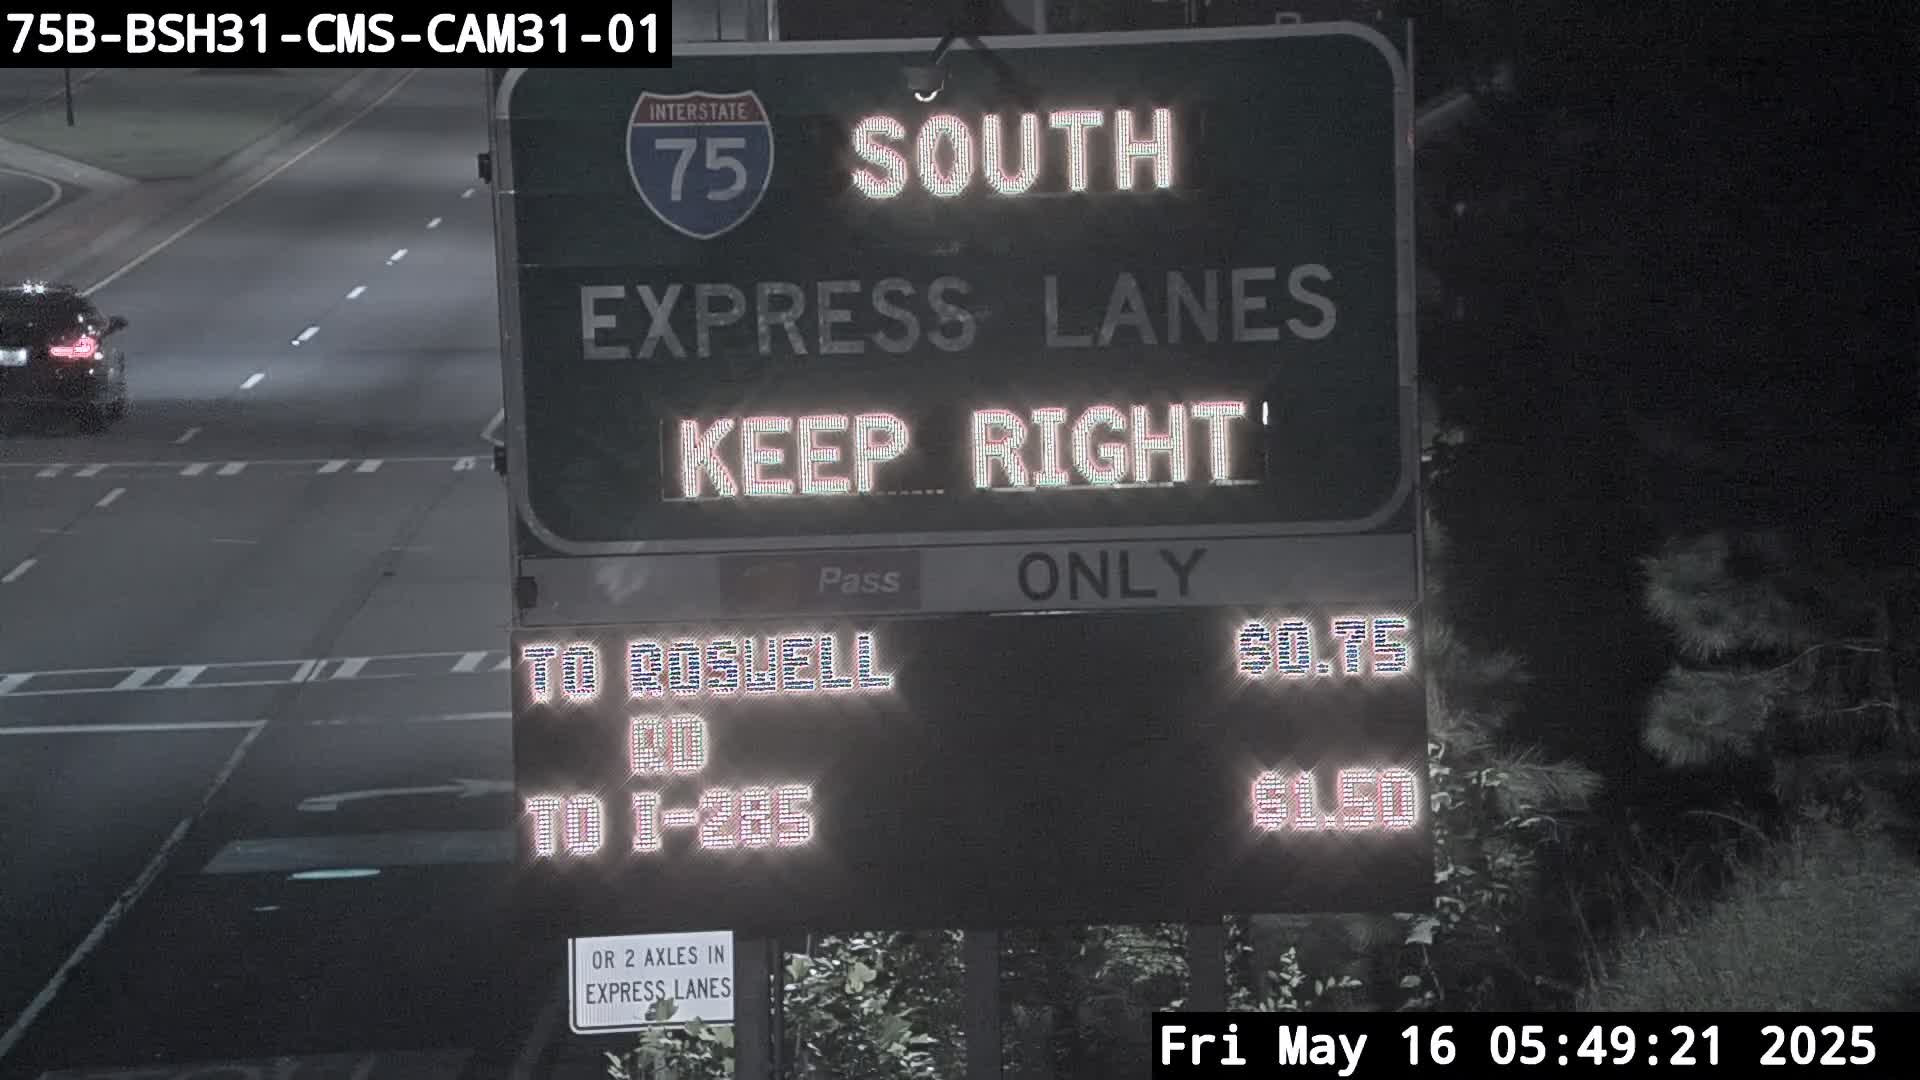 75B-BSH31-CMS-CAM31-01
INTERSTATE
75
SOUTH
EXPRESS LANES
KEEP RIGHT
Pass ONLY
TO ROSWELL $0.75
RD
TO I-285 $1.50
OR 2 AXLES IN
EXPRESS LANES
Fri May 16 05:49:21 2025